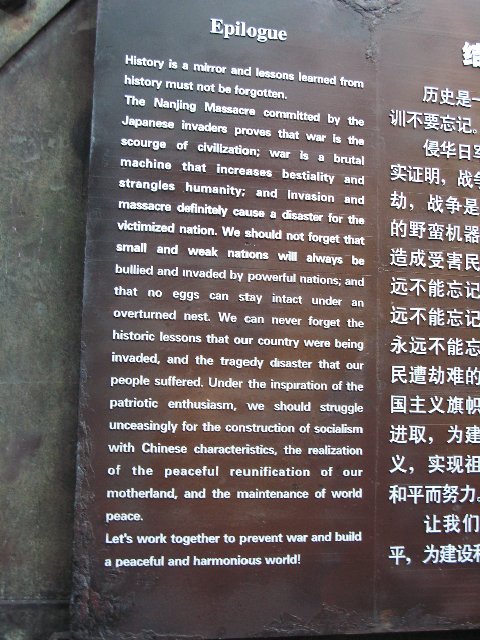 Epilogue
History is a mirror and lessons learned from
history must not be forgotten.
The Nanjing Massacre committed by the
Japanese invaders proves that war is the
scourge of civilization; war is a brutal
machine that increases bestiality and
strangles humanity; and invasion and
massacre definitely cause a disaster for the
victimized nation. We should not forget that
small and weak nations will always be
bullied and invaded by powerful nations; and
that no eggs can stay intact under an
overturned nest. We can never forget the
historic lessons that our country were being
invaded, and the tragedy disaster that our
people suffered. Under the inspiration of the
patriotic enthusiasm, we should struggle
unceasingly for the construction of socialism
with Chinese characteristics, the realization
of the peaceful reunification of our
motherland, and the maintenance of world
peace.
Let's work together to prevent war and build
a peaceful and harmonious world!
结
历史是一
训不要忘记。
侵华日军
实证明，战争
劫，战争是
的野蛮机器
造成受害民
远不能忘记
远不能忘记
永远不能忘
民遭劫难的
国主义旗帜
进取，为建
义，实现祖
和平而努力。
让我们
平，为建设和